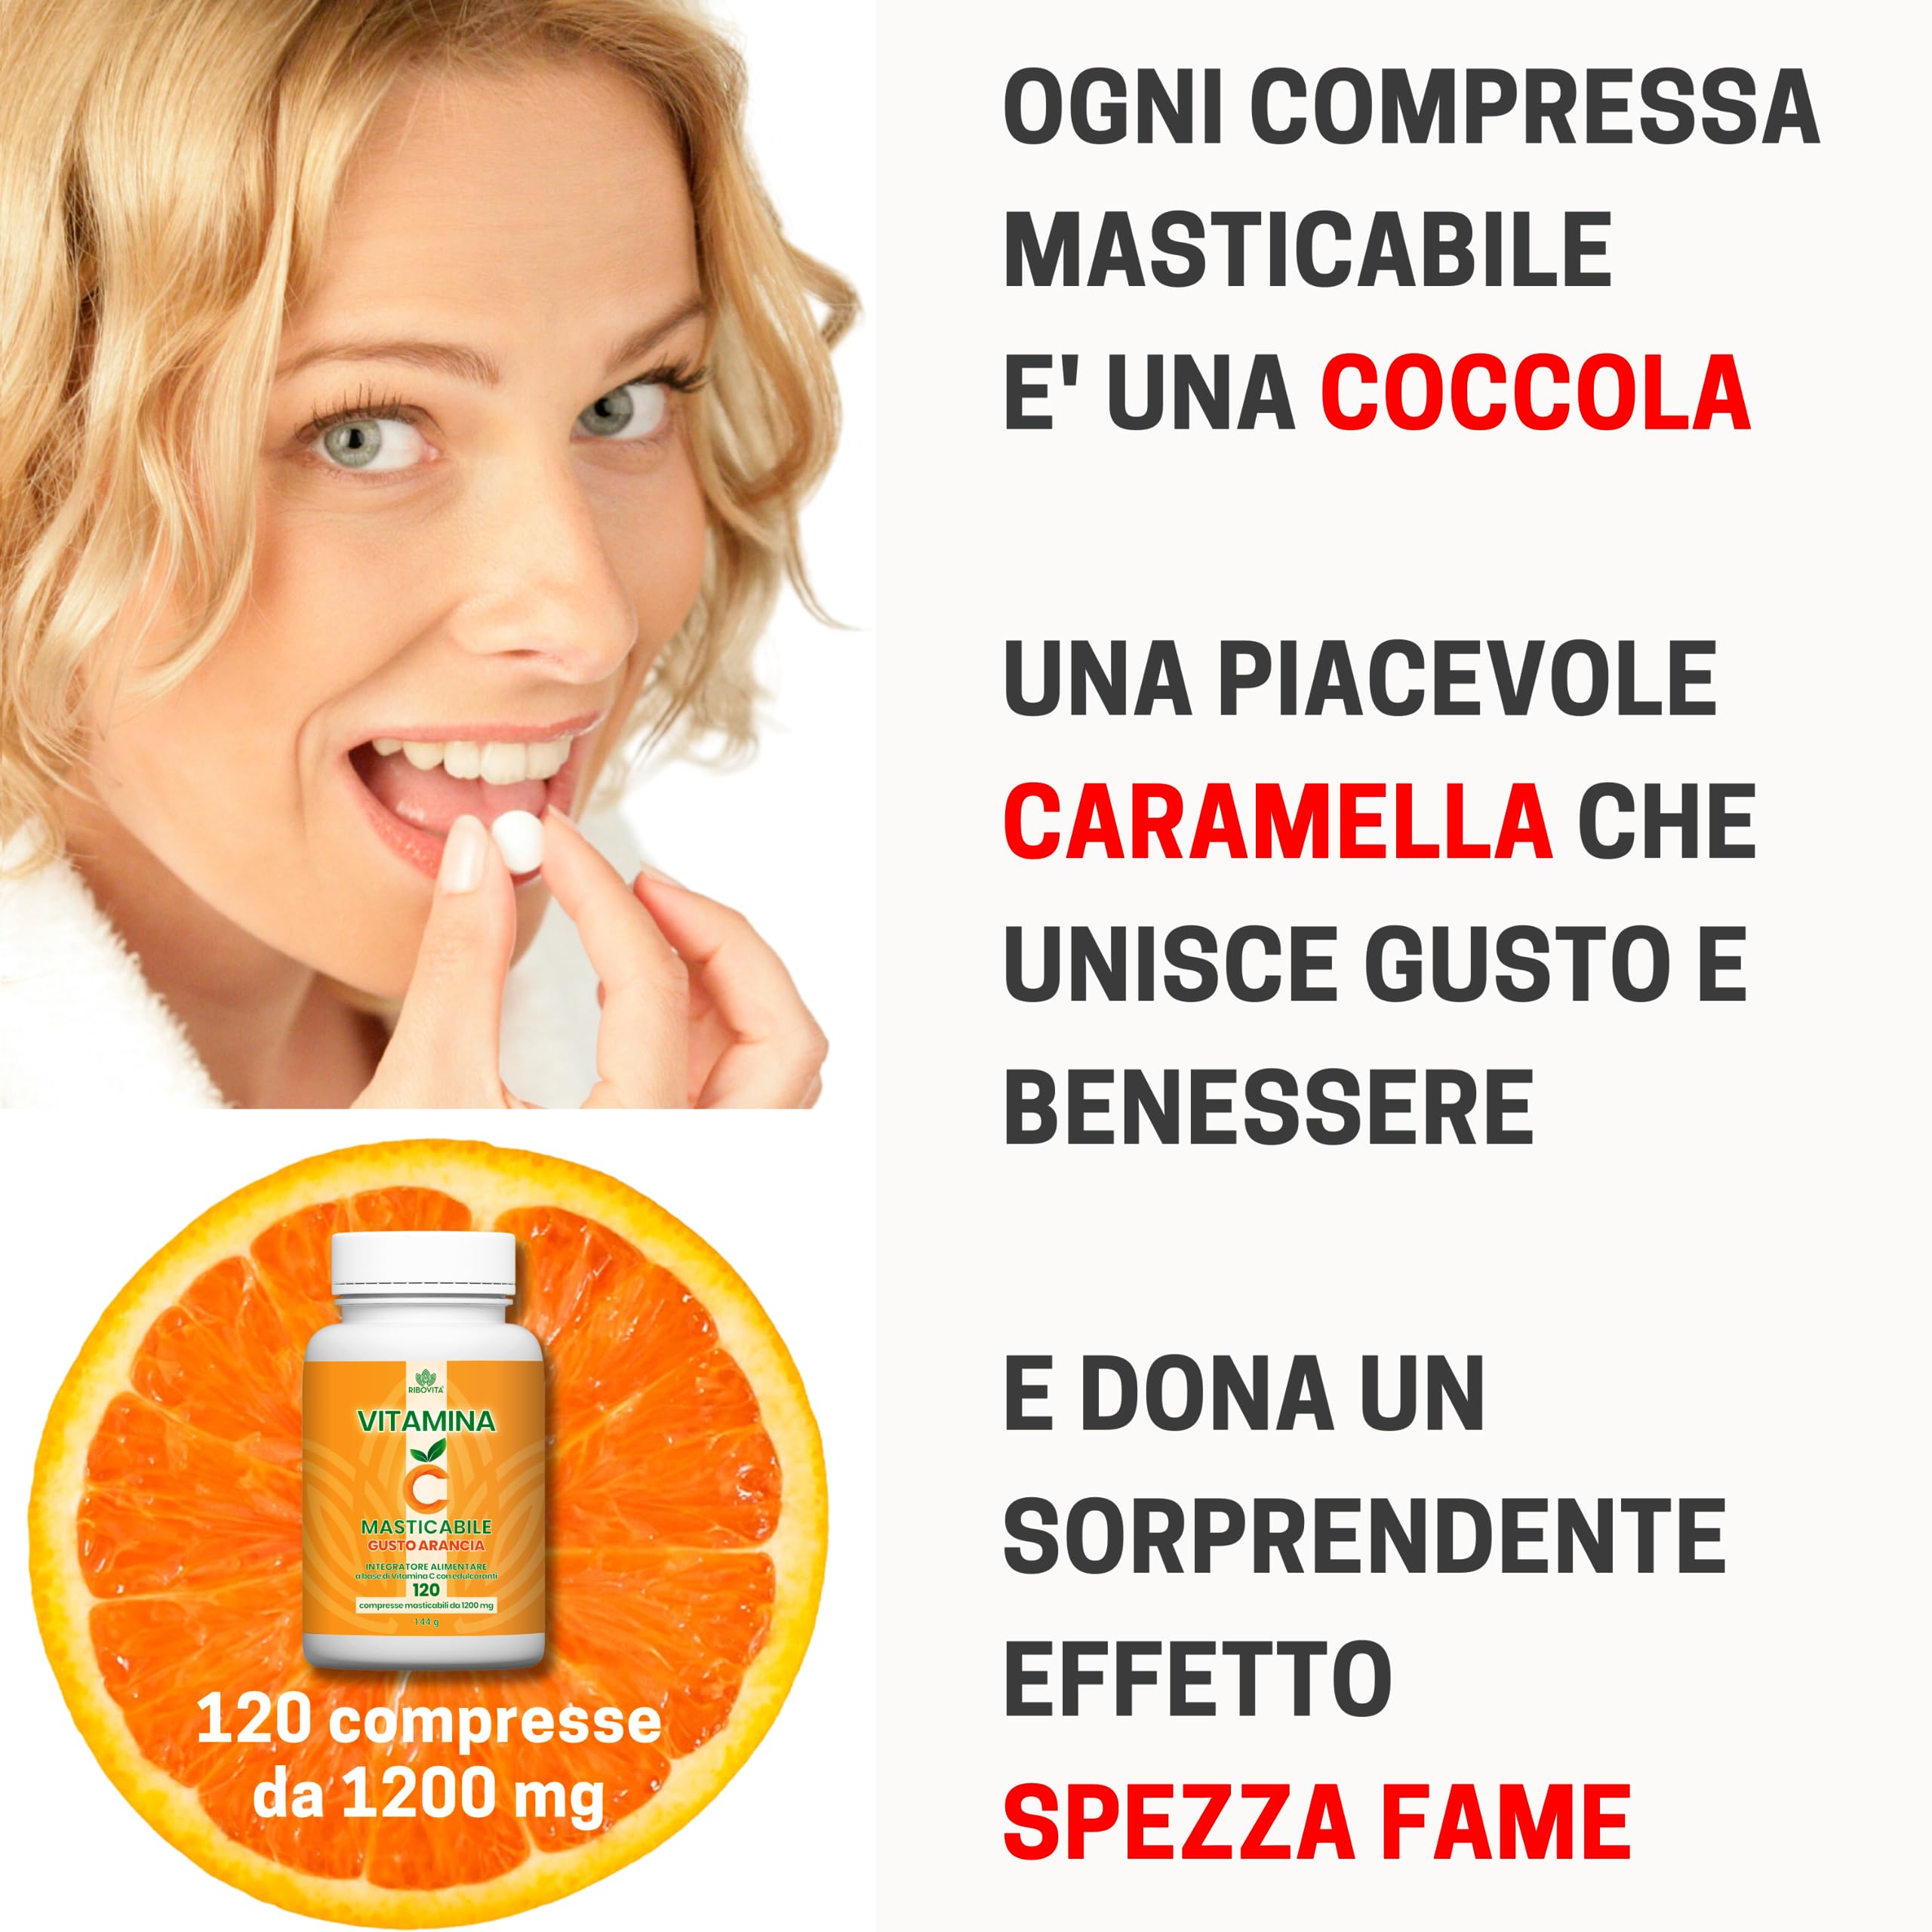 OGNI COMPRESSA
MASTICABILE
E' UNA COCCOLA
UNA PIACEVOLE
CARAMELLA CHE
UNISCE GUSTO E
BENESSERE
E DONA UN
SORPRENDENTE
EFFETTO
SPEZZA FAME
RIBOVITA
VITAMINA
C
MASTICABILE
GUSTO ARANCIA
INTEGRATORE ALIMENTARE
a base di Vitamina C con edulcoranti
120
compresse masticabili da 1200 mg
144 g
120 compresse
da 1200 mg